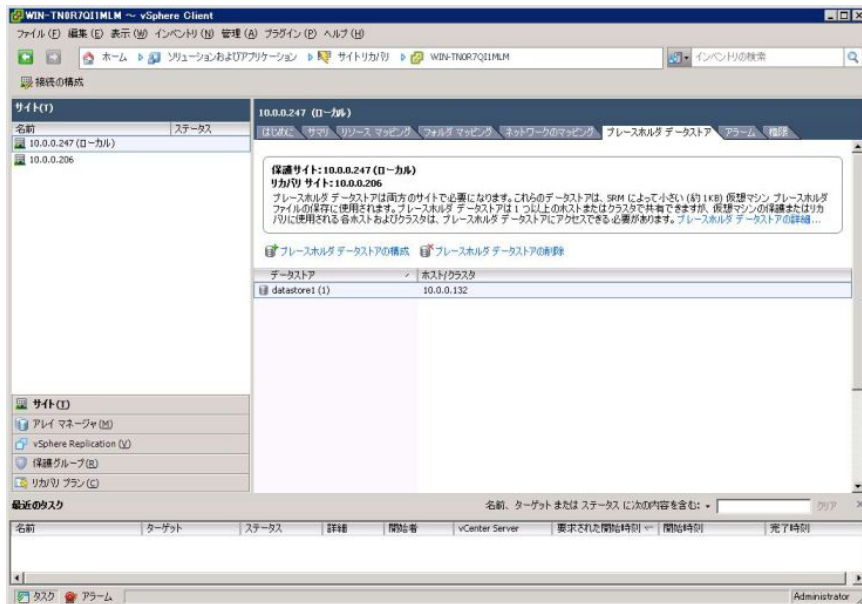 WIN-TN0R7QI1MLM ～ vSphere Client
ファイル(F) 編集(E) 表示(W) インベントリ(N) 管理(A) プラグイン(P) ヘルプ(H)
ホーム ソリューションおよびアプリケーション サイトリカバリ WIN-TN0R7QI1MLM インベントリの検索
接続の構成
サイト(T)
名前 ステータス
10.0.0.247 (ローカル)
10.0.0.206
サイト(T)
アレイ マネージャ(M)
vSphere Replication (V)
保護グループ(R)
リカバリ プラン(C)
10.0.0.247 (ローカル)
はじめに サマリ リソース マッピング フォルダ マッピング ネットワークのマッピング プレースホルダ データストア アラーム 権限
保護サイト:10.0.0.247 (ローカル)
リカバリ サイト:10.0.0.206
プレースホルダ データストアは両方のサイトで必要になります。これらのデータストアは、SRM によって小さい (約 1KB) 仮想マシン プレースホルダ
ファイルの保存に使用されます。プレースホルダ データストアは 1 つ以上のホストまたはクラスタで共有できますが、仮想マシンの保護またはリカ
バリに使用される各ホストおよびクラスタは、プレースホルダ データストアにアクセスできる必要があります。プレースホルダ データストアの詳細...
プレースホルダ データストアの構成 プレースホルダ データストアの削除
データストア ホスト/クラスタ
datastore1 (1) 10.0.0.132
最近のタスク 名前、ターゲット または ステータス に次の内容を含む: クリア
名前 ターゲット ステータス 詳細 開始者 vCenter Server 要求された開始時刻 開始時刻 完了時刻
タスク アラーム Administrator